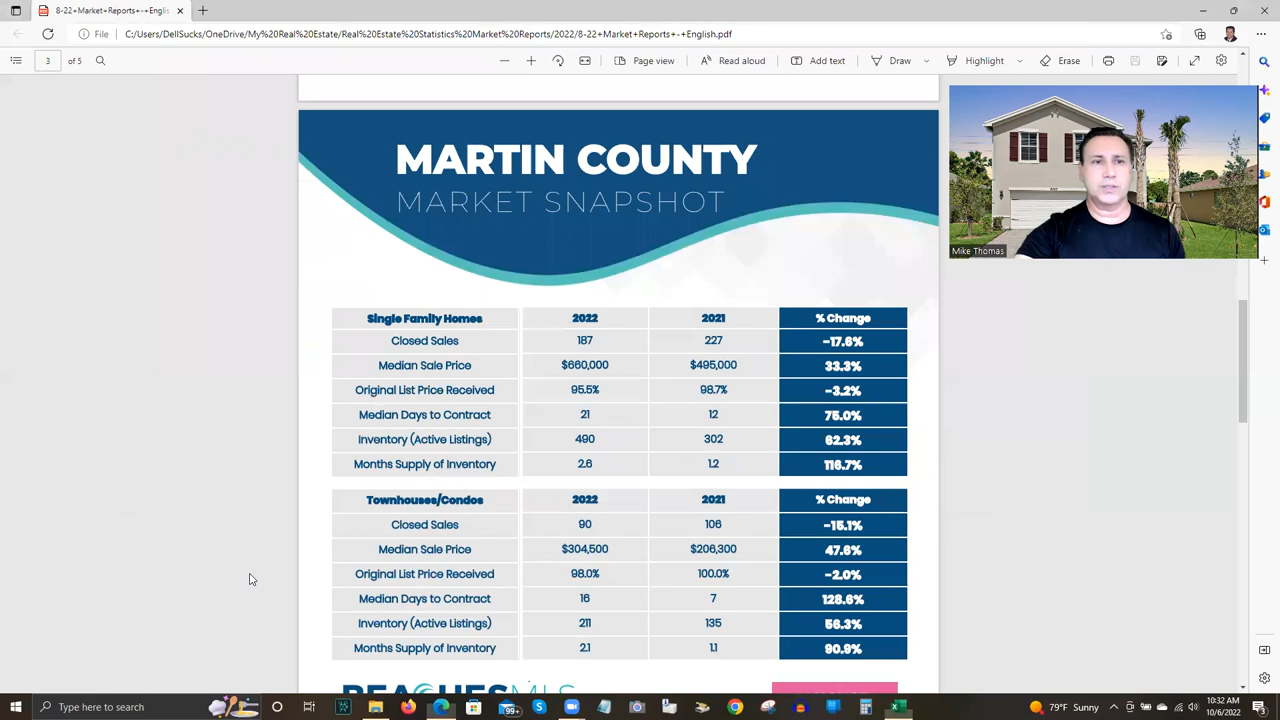 8-22 Market Reports - Englis
File C:/Users/DellSucks/OneDrive/My%20Real%20Estate/Real%20Estate%20Statistics%20Market%20Reports/2022/8-22+Market+Reports+-+English.pdf
3 of 5 Page view Read aloud Add text Draw Highlight Erase
MARTIN COUNTY
MARKET SNAPSHOT
Mike Thomas
Single Family Homes 2022 2021 % Change
Closed Sales 187 227 -17.6%
Median Sale Price $660,000 $495,000 33.3%
Original List Price Received 95.5% 98.7% -3.2%
Median Days to Contract 21 12 75.0%
Inventory (Active Listings) 490 302 62.3%
Months Supply of Inventory 2.6 1.2 116.7%
Townhouses/Condos 2022 2021 % Change
Closed Sales 90 106 -15.1%
Median Sale Price $304,500 $206,300 47.6%
Original List Price Received 98.0% 100.0% -2.0%
Median Days to Contract 16 7 128.6%
Inventory (Active Listings) 211 135 56.3%
Months Supply of Inventory 2.1 1.1 90.9%
BEACHESMLS
Type here to search 99+ 79°F Sunny 10:32 AM
10/6/2022